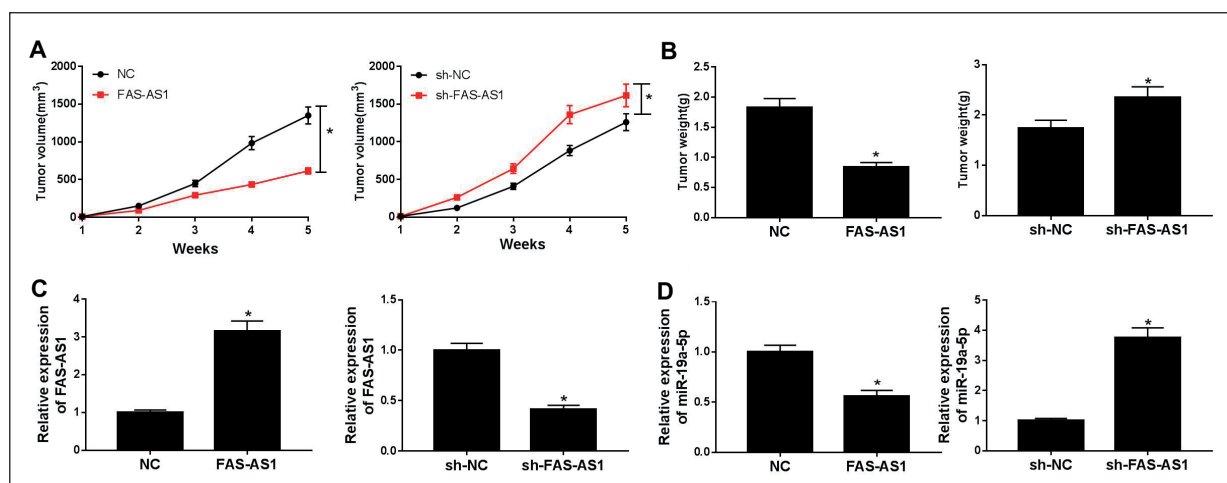 A
NC
FAS-AS1
Tumor volume(mm³)
2000
1500
1000
500
0
1 2 3 4 5
Weeks
*
sh-NC
sh-FAS-AS1
Tumor volume(mm³)
2000
1500
1000
500
0
1 2 3 4 5
Weeks
*
B
Tumor weight(g)
2.0
1.5
1.0
0.5
0.0
*
NC FAS-AS1
Tumor weight(g)
3
2
1
0
*
sh-NC sh-FAS-AS1
C
Relative expression
of FAS-AS1
4
3
2
1
0
*
NC FAS-AS1
Relative expression
of FAS-AS1
1.5
1.0
0.5
0.0
*
sh-NC sh-FAS-AS1
D
Relative expression
of miR-19a-5p
1.5
1.0
0.5
0.0
*
NC FAS-AS1
Relative expression
of miR-19a-5p
5
4
3
2
1
0
*
sh-NC sh-FAS-AS1